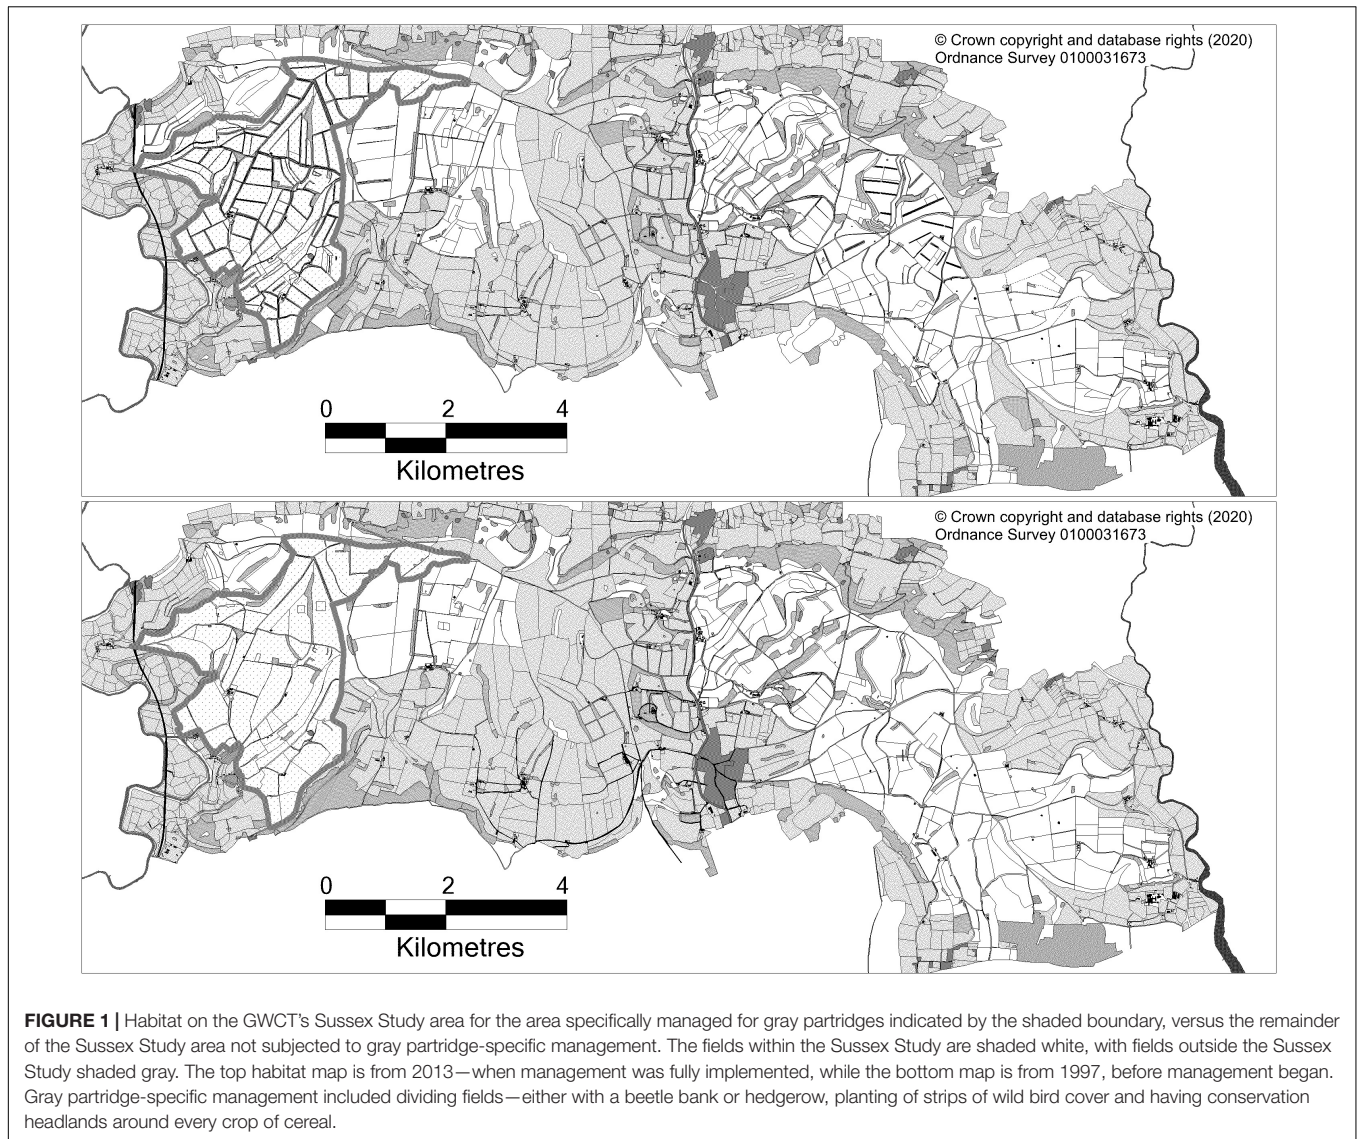 © Crown copyright and database rights (2020)
Ordnance Survey 0100031673
0 2 4
Kilometres
© Crown copyright and database rights (2020)
Ordnance Survey 0100031673
0 2 4
Kilometres
FIGURE 1 | Habitat on the GWCT's Sussex Study area for the area specifically managed for gray partridges indicated by the shaded boundary, versus the remainder
of the Sussex Study area not subjected to gray partridge-specific management. The fields within the Sussex Study are shaded white, with fields outside the Sussex
Study shaded gray. The top habitat map is from 2013—when management was fully implemented, while the bottom map is from 1997, before management began.
Gray partridge-specific management included dividing fields—either with a beetle bank or hedgerow, planting of strips of wild bird cover and having conservation
headlands around every crop of cereal.